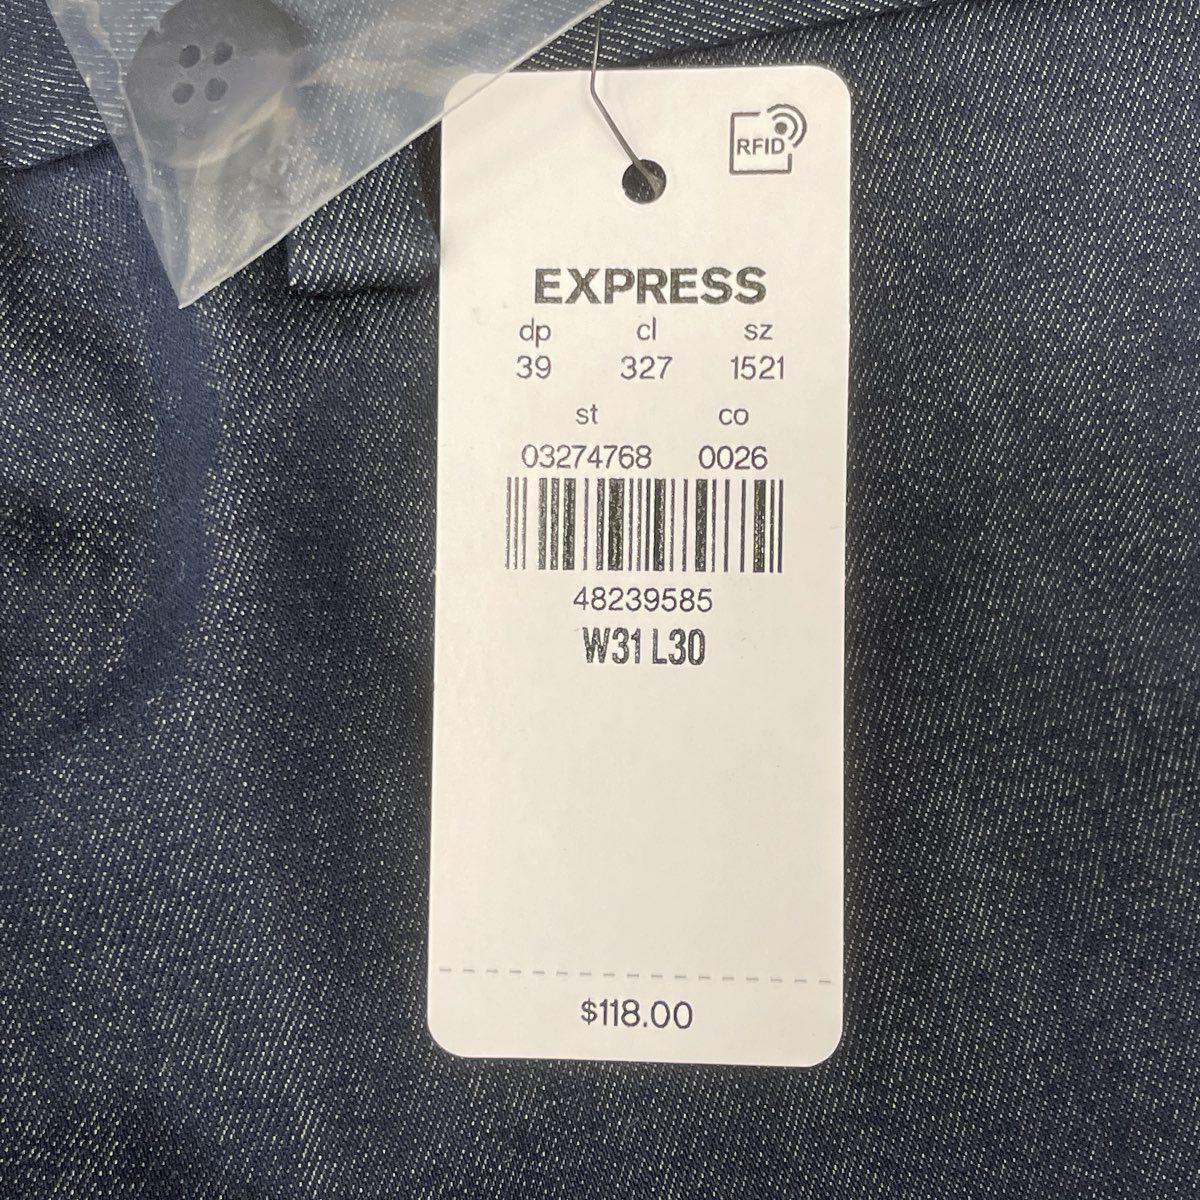 RFID
EXPRESS
dp cl sz
39 327 1521
st co
03274768 0026
48239585
W31 L30
$118.00